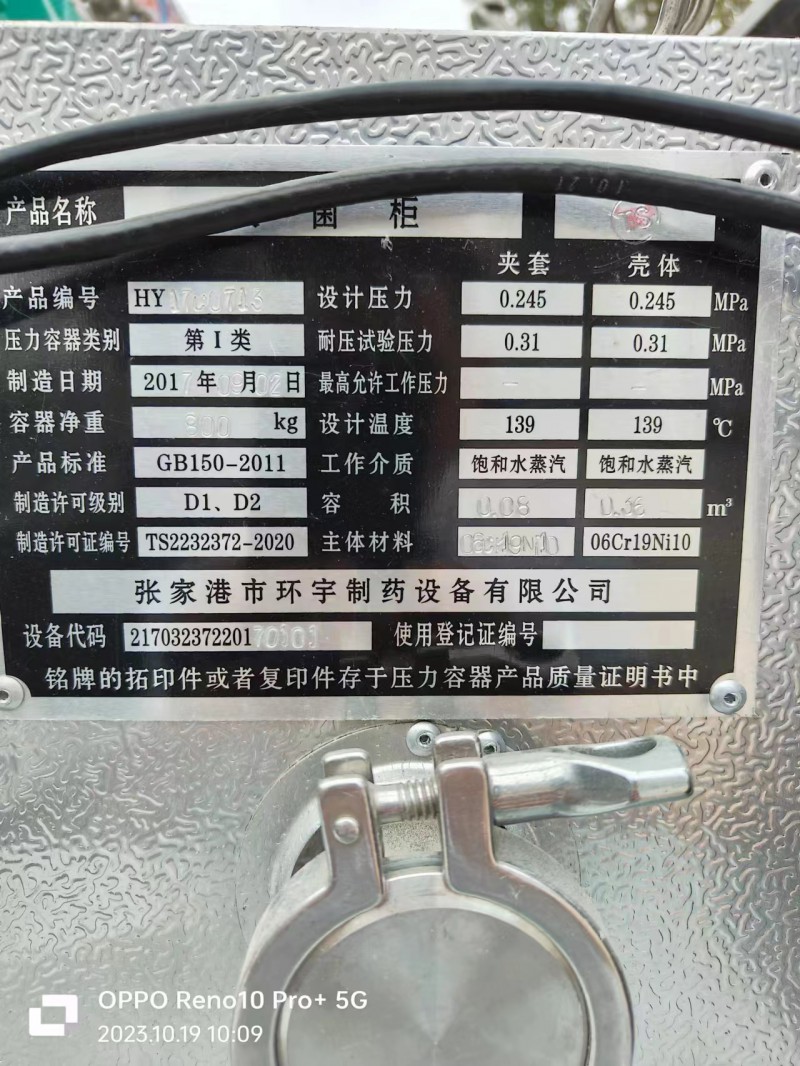 产品名称 菌柜 TS
夹套 壳体
产品编号 HY 设计压力 0.245 0.245 MPa
压力容器类别 第I类 耐压试验压力 0.31 0.31 MPa
制造日期 201 年 月 日 最高允许工作压力 — — MPa
容器净重 kg 设计温度 139 139 ℃
产品标准 GB150-2011 工作介质 饱和水蒸汽 饱和水蒸汽
制造许可级别 D1、D2 容积 0.08 m³
制造许可证编号 TS2232372-2020 主体材料 06Cr19Ni10
张家港市环宇制药设备有限公司
设备代码 217032372201 使用登记证编号
铭牌的拓印件或者复印件存于压力容器产品质量证明书中
OPPO Reno10 Pro+ 5G
2023.10.19 10:09